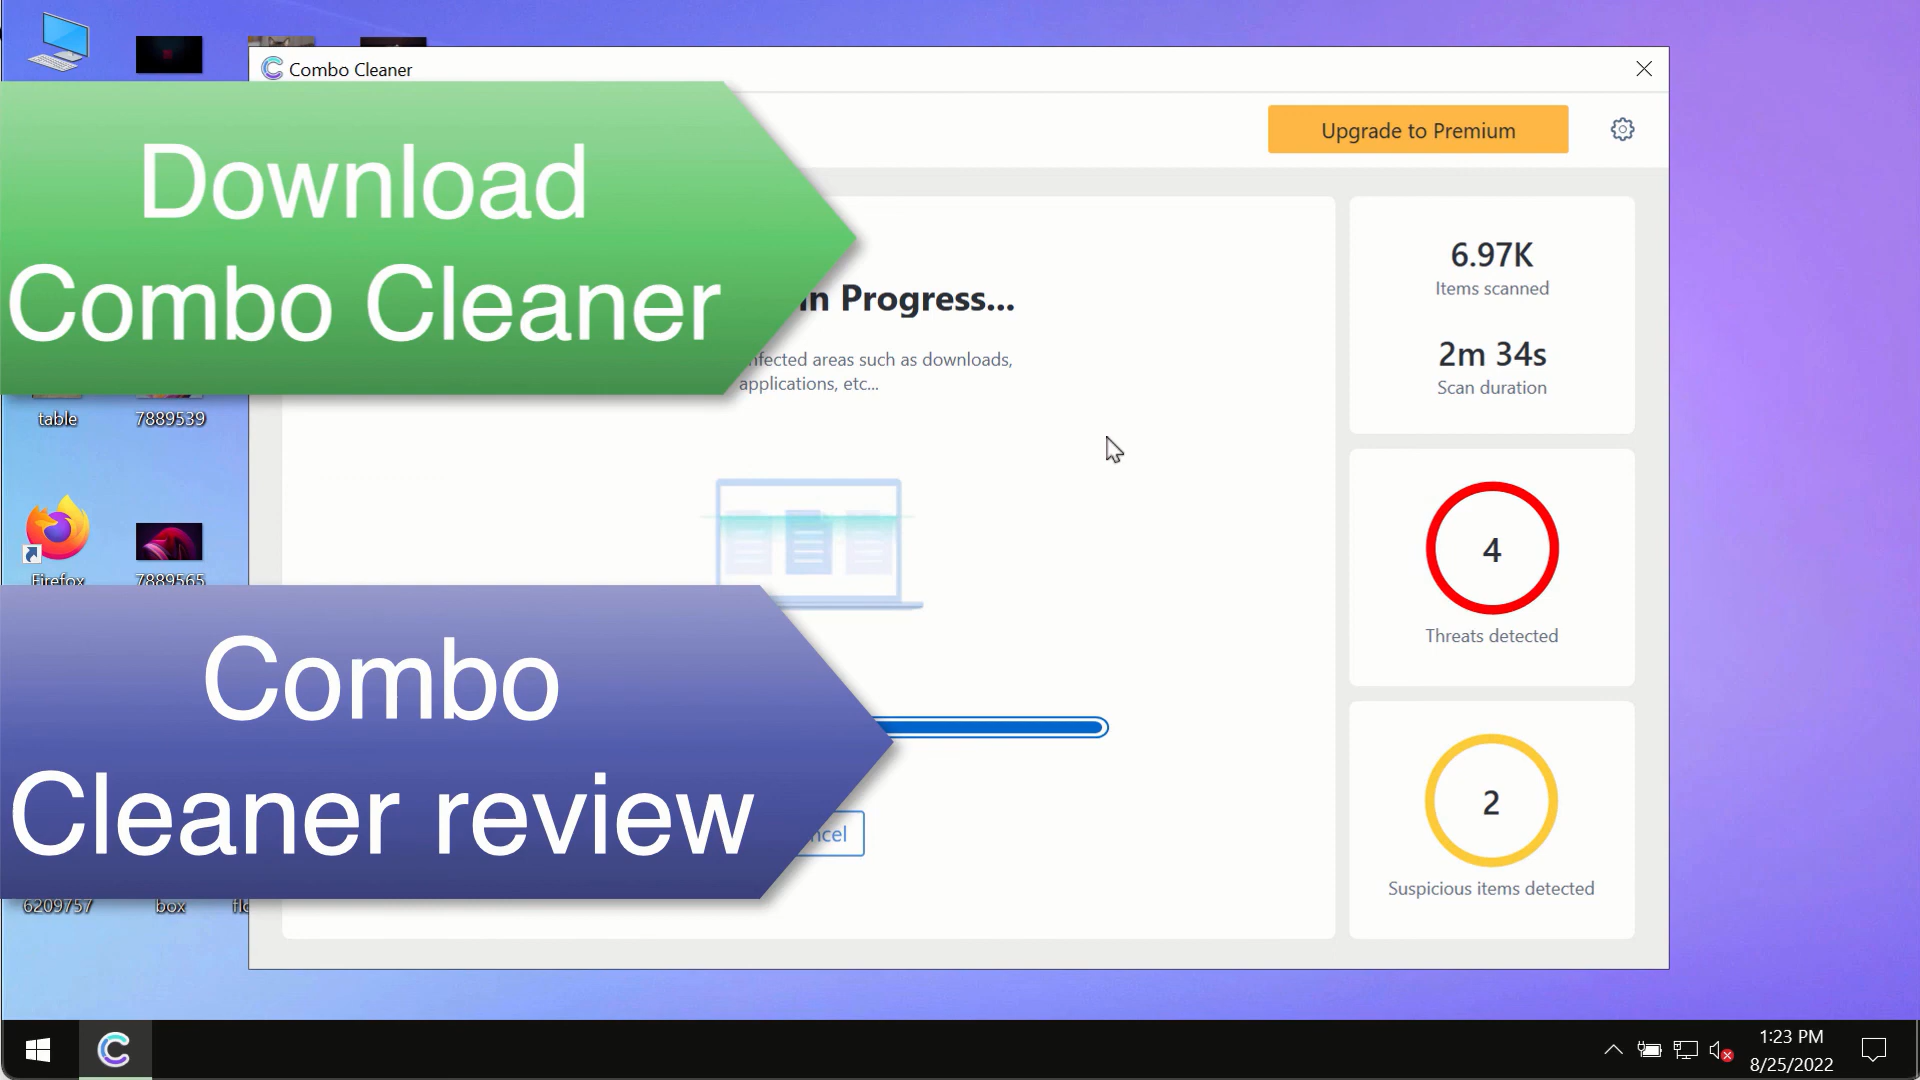 Combo Cleaner
Upgrade to Premium
Download
Combo Cleaner
in Progress...
infected areas such as downloads,
applications, etc...
6.97K
Items scanned
2m 34s
Scan duration
4
Threats detected
2
Suspicious items detected
table
7889539
Firefox
7889565
Combo
Cleaner review
6209757
box
1:23 PM
8/25/2022